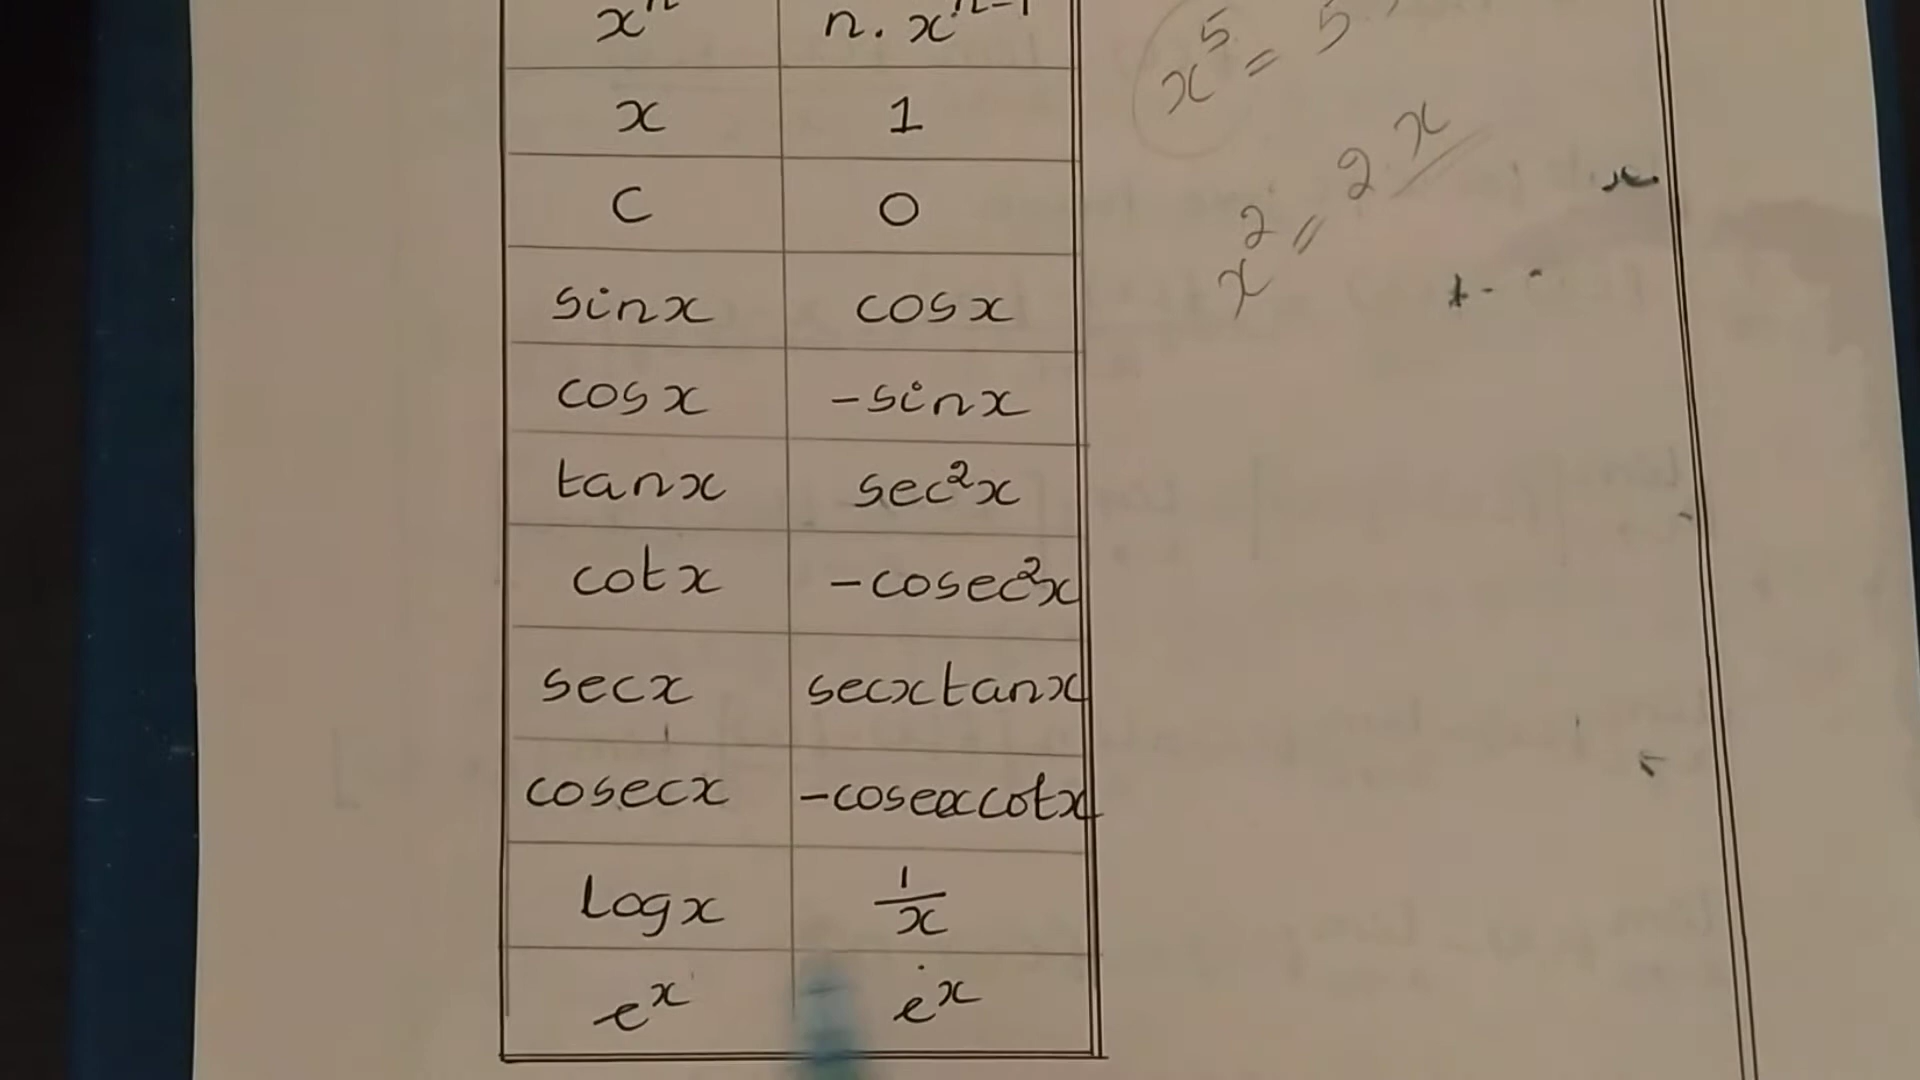 xⁿ n. xⁿ⁻¹
x 1
C 0
sinx cosx
cosx -sinx
tanx sec²x
cotx -cosec²x
secx secxtanx
cosecx -cosecxcotx
Logx 1/x
eˣ eˣ
x⁵ = 5
x² = 2x